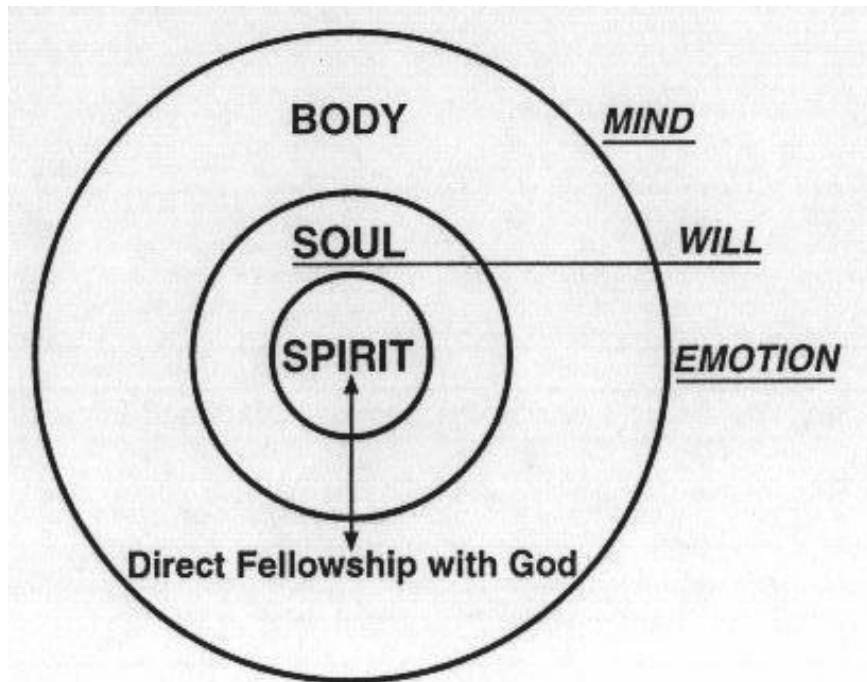 BODY
MIND
SOUL
WILL
SPIRIT
EMOTION
Direct Fellowship with God